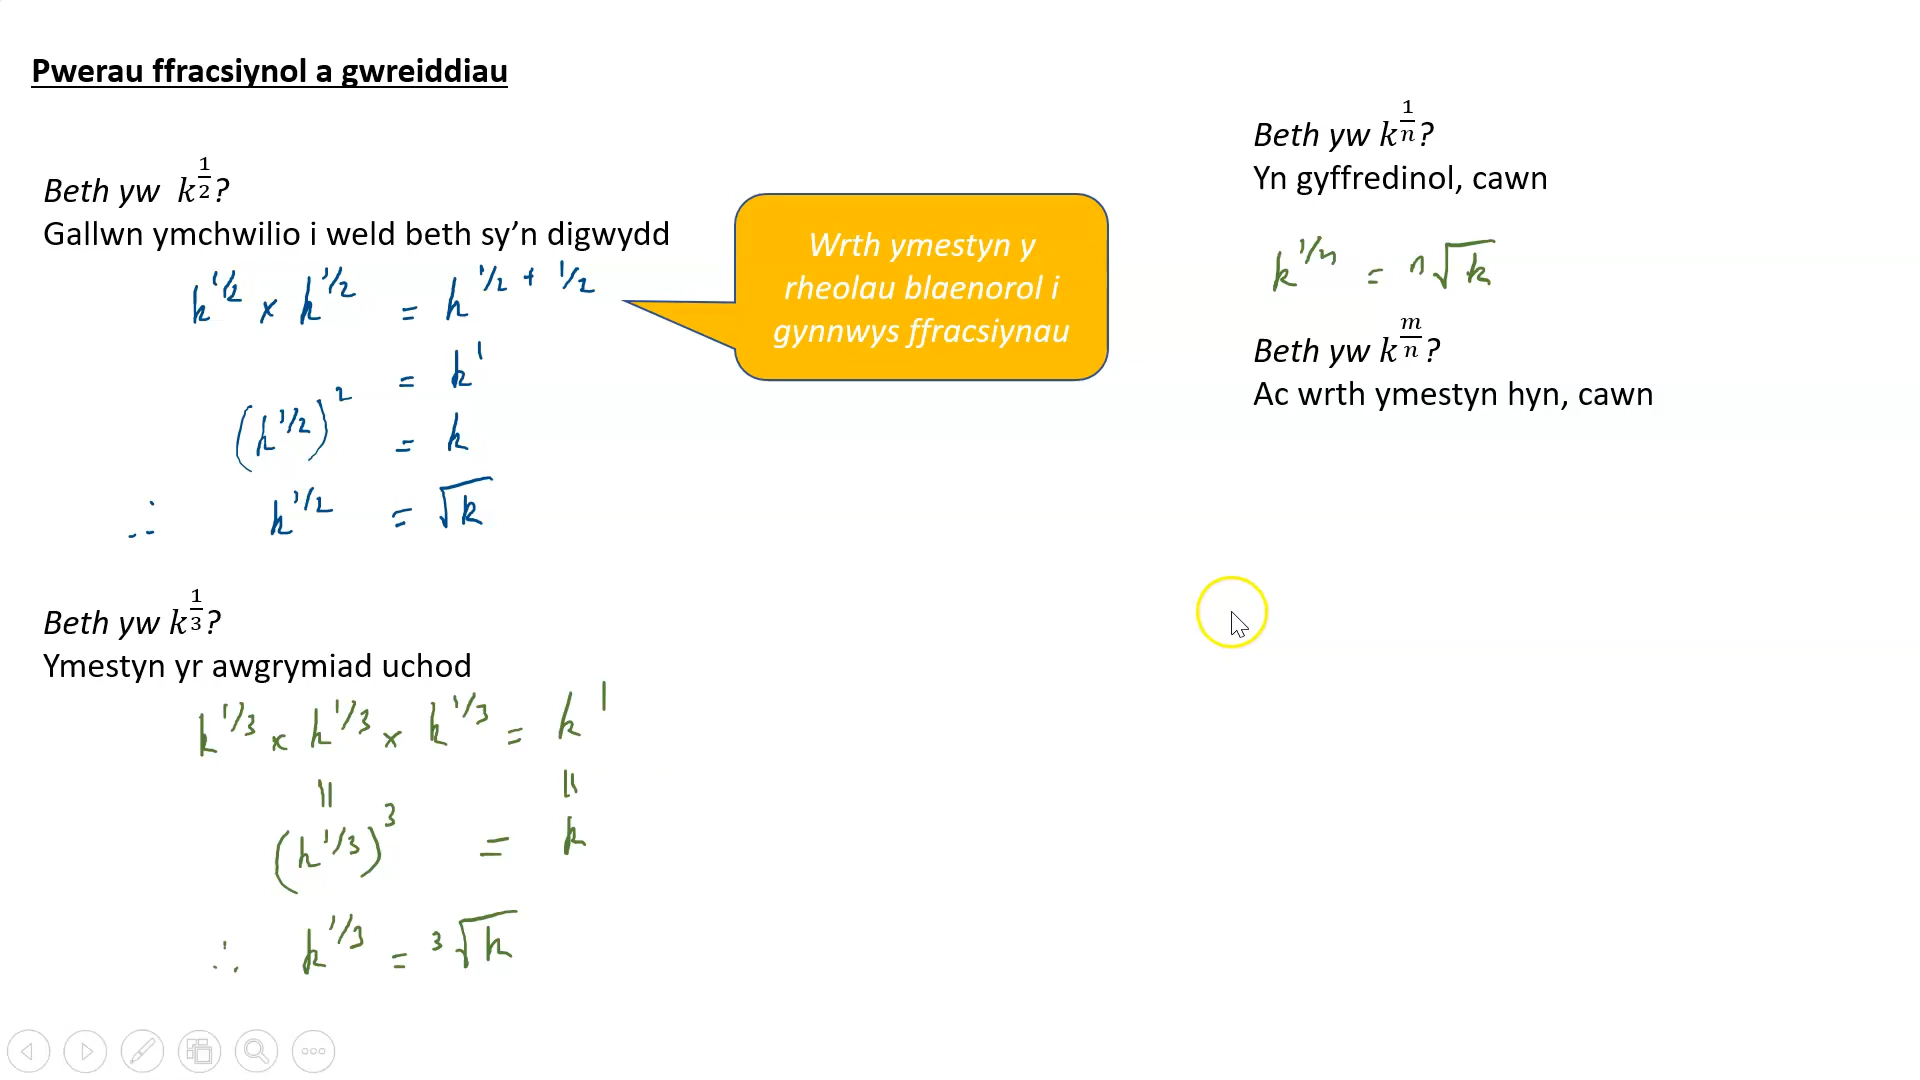 Pwerau ffracsiynol a gwreiddiau
Beth yw k^{1/2}?
Gallwn ymchwilio i weld beth sy’n digwydd
k^{1/2} × k^{1/2} = k^{1/2 + 1/2}
= k^1
(k^{1/2})^2 = k
∴ k^{1/2} = √k
Wrth ymestyn y
rheolau blaenorol i
gynnwys ffracsiynau
Beth yw k^{1/3}?
Ymestyn yr awgrymiad uchod
k^{1/3} × k^{1/3} × k^{1/3} = k^1
|| ||
(k^{1/3})^3 = k
∴ k^{1/3} = ³√k
Beth yw k^{1/n}?
Yn gyffredinol, cawn
k^{1/n} = ⁿ√k
Beth yw k^{m/n}?
Ac wrth ymestyn hyn, cawn